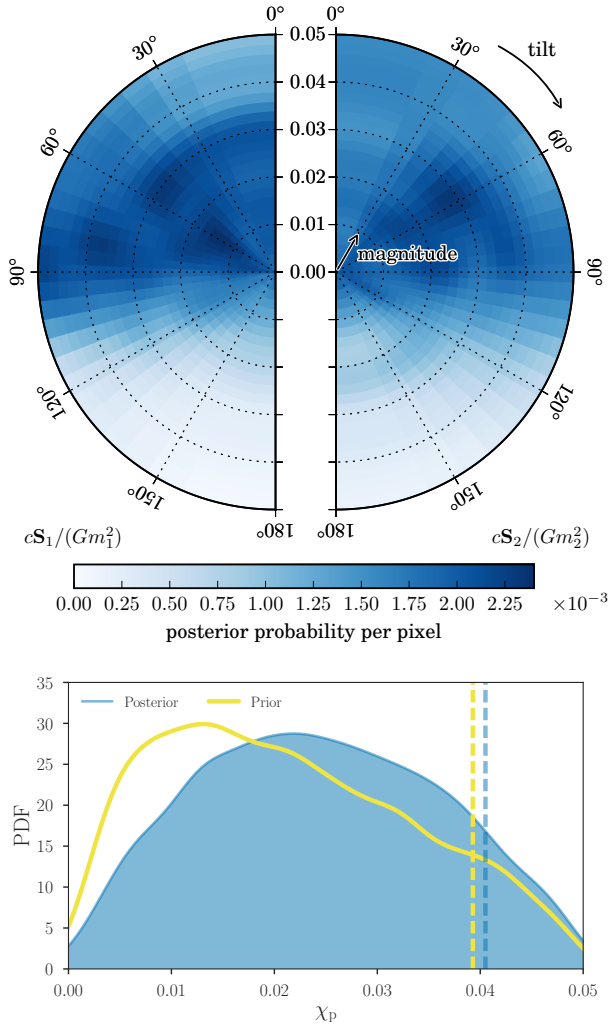 0° 0°
30° 0.05 30° tilt
0.04
60° 0.03 60°
0.02
0.01
magnitude
90° 0.00 90°
120° 120°
150° 150°
180° 180°
cS₁/(Gm₁²) cS₂/(Gm₂²)
0.00 0.25 0.50 0.75 1.00 1.25 1.50 1.75 2.00 2.25 ×10⁻³
posterior probability per pixel
35
Posterior Prior
30
25
20
PDF
15
10
5
0
0.00 0.01 0.02 0.03 0.04 0.05
χₚ